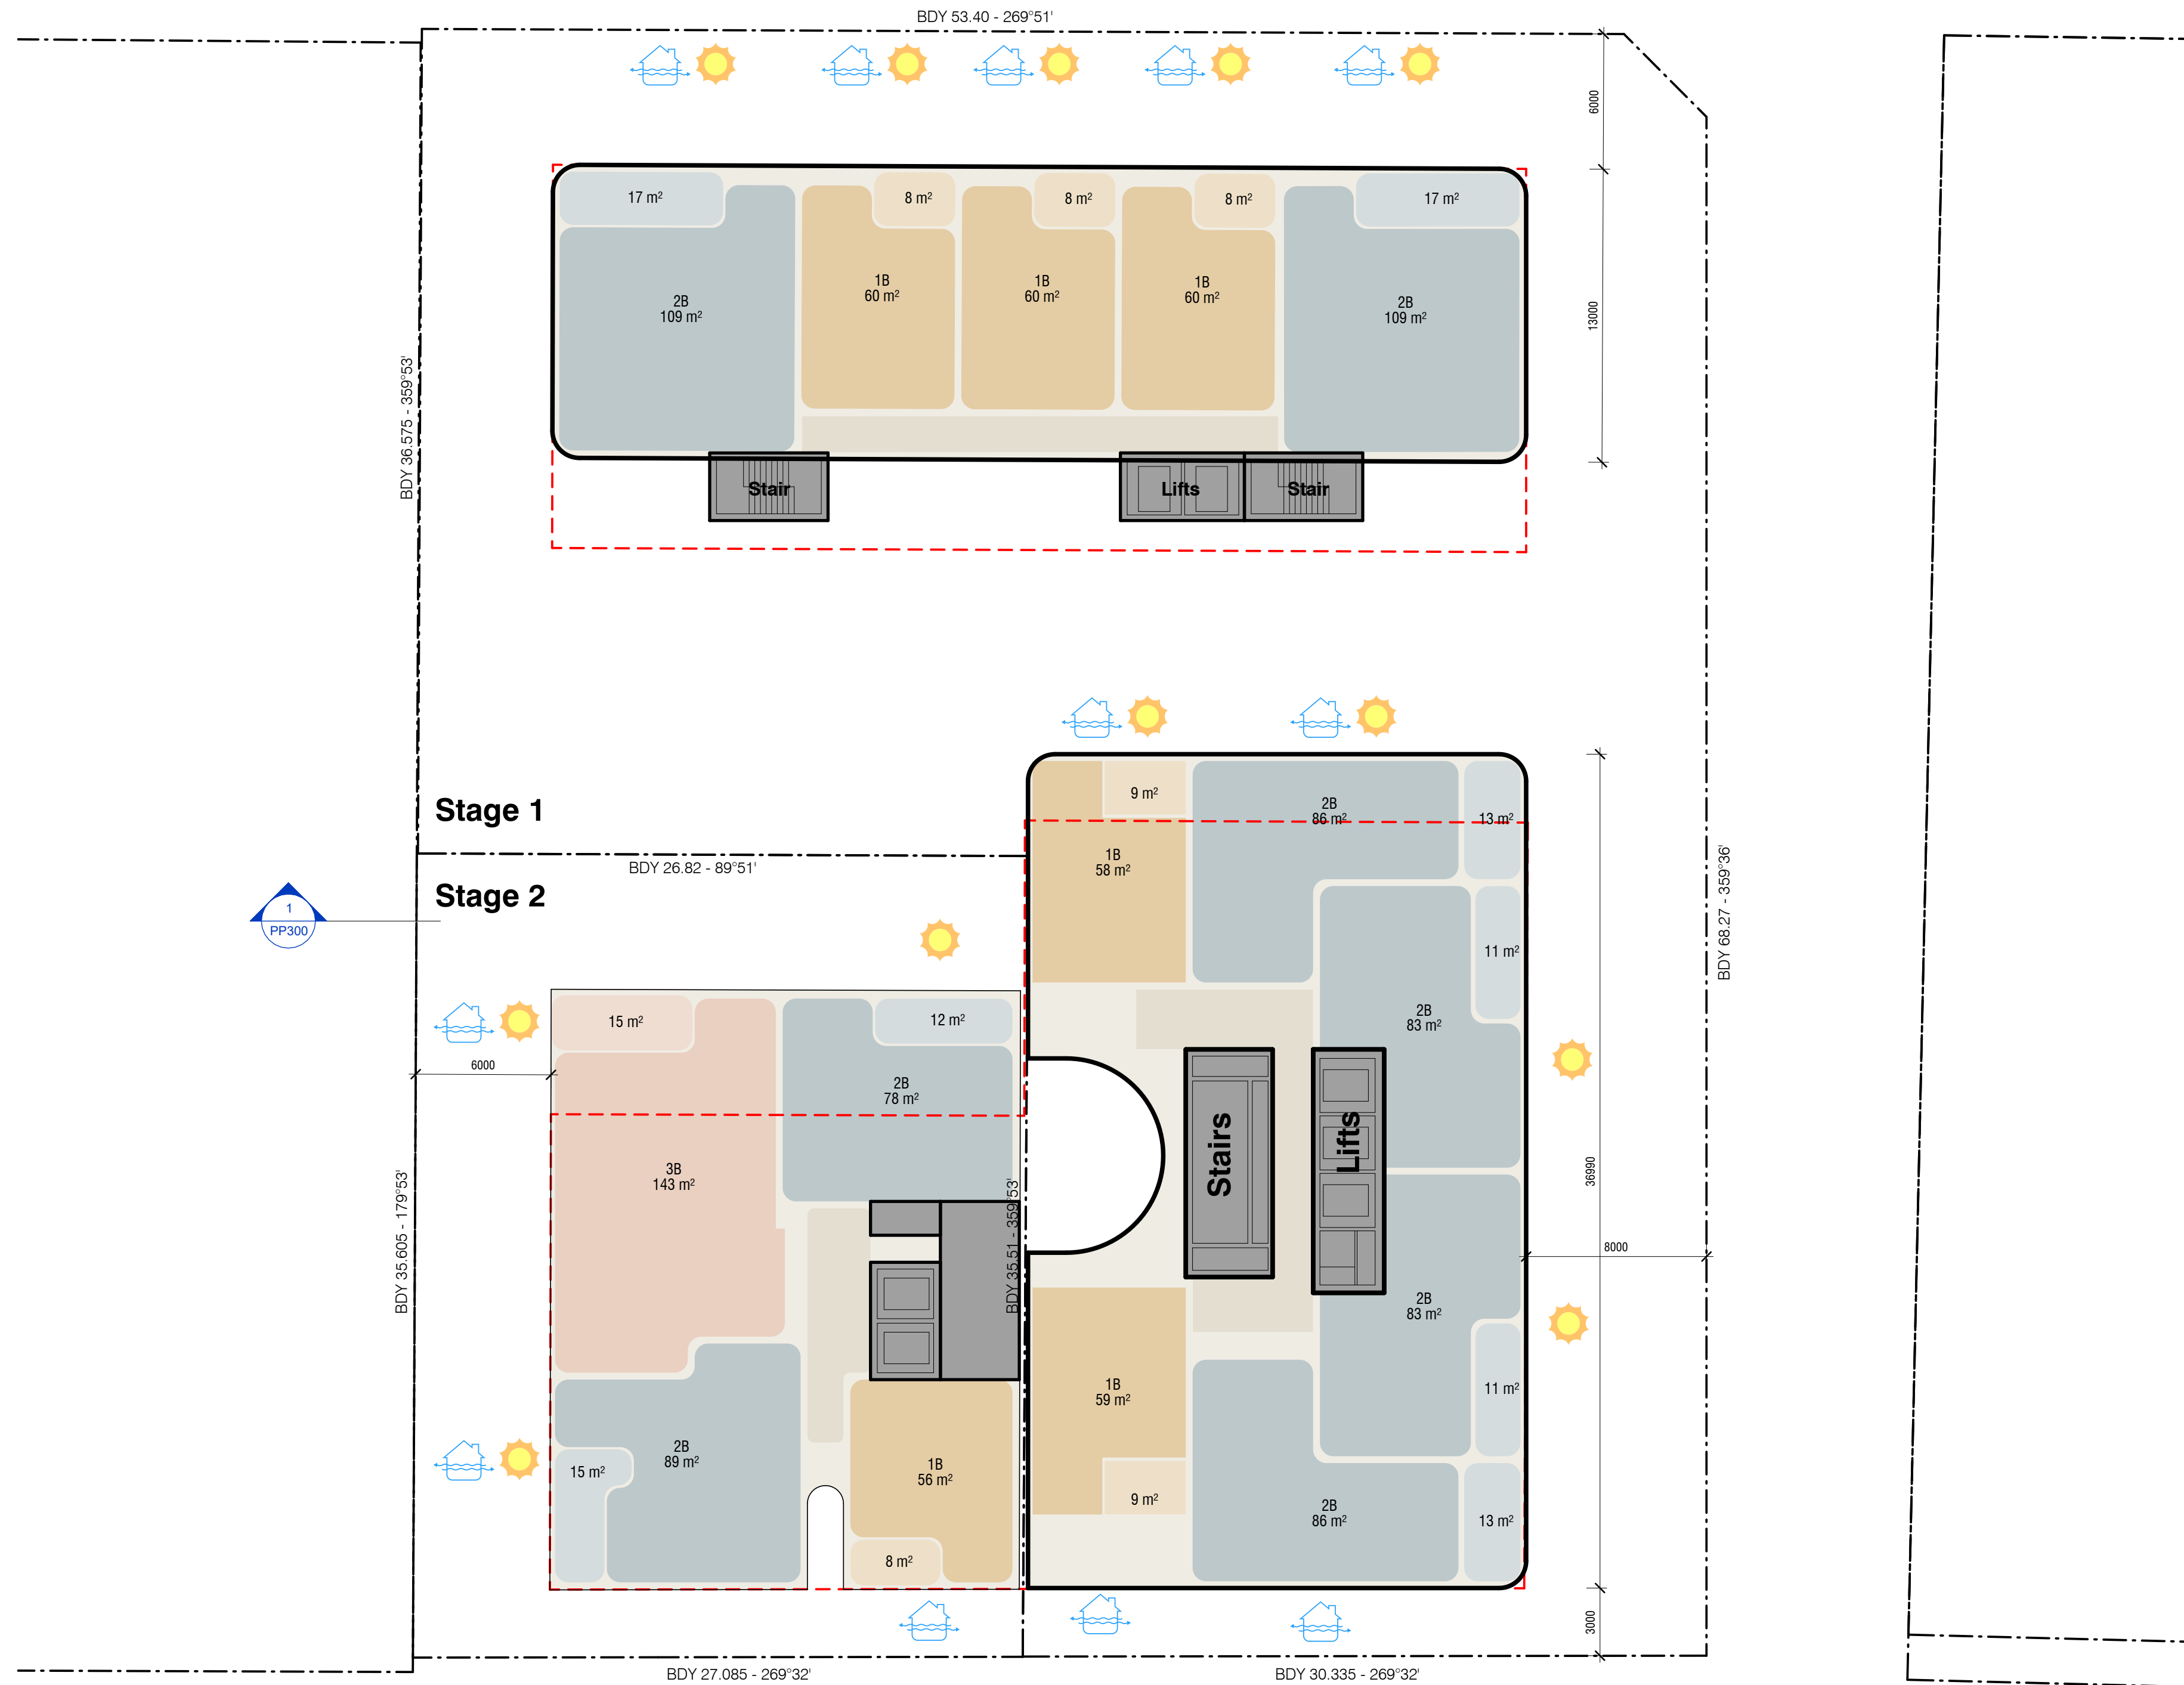 BDY 53.40 - 269°51'
6000
17 m²
8 m²
8 m²
8 m²
17 m²
2B
109 m²
1B
60 m²
1B
60 m²
1B
60 m²
2B
109 m²
13000
BDY 36.575 - 359°53'
Stair
Lifts
Stair
Stage 1
BDY 26.82 - 89°51'
Stage 2
1
PP300
9 m²
2B
86 m²
13 m²
1B
58 m²
11 m²
2B
83 m²
BDY 68.27 - 359°36'
15 m²
12 m²
6000
2B
78 m²
3B
143 m²
BDY 35.605 - 179°53'
BDY 35.51 - 359°53'
Stairs
Lifts
36990
8000
2B
83 m²
1B
59 m²
11 m²
2B
89 m²
15 m²
1B
56 m²
8 m²
9 m²
2B
86 m²
13 m²
3000
BDY 27.085 - 269°32'
BDY 30.335 - 269°32'